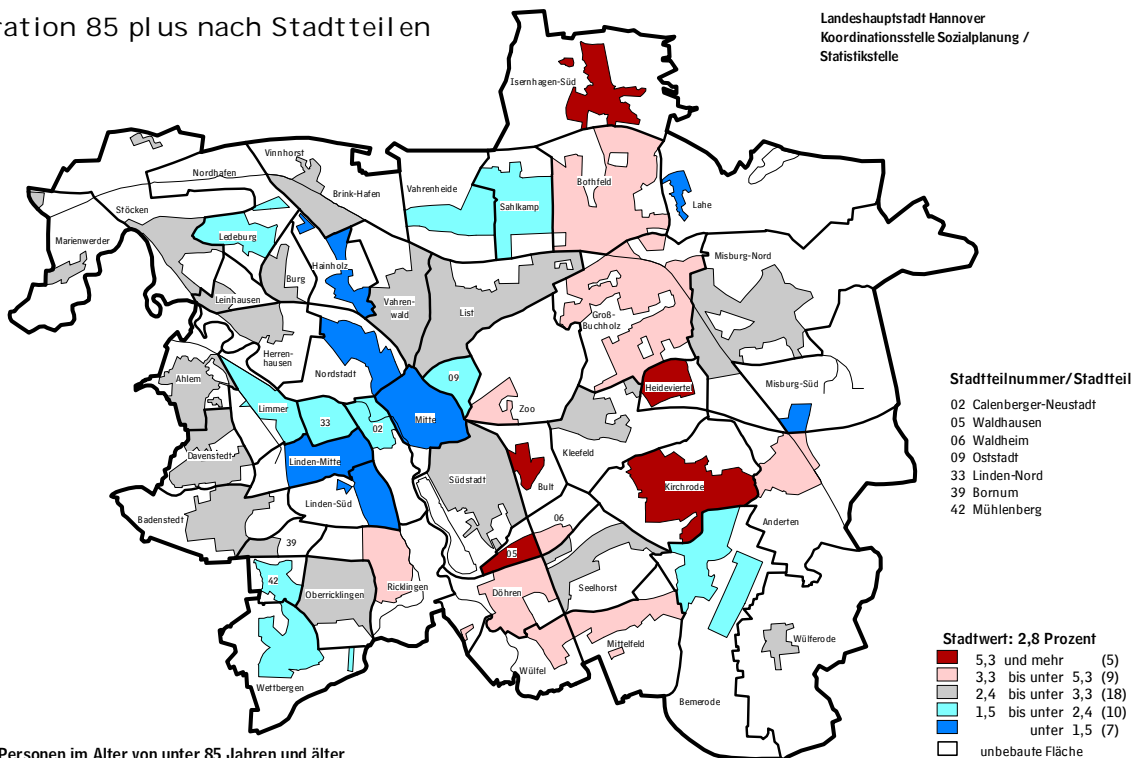 ration 85 plus nach Stadtteilen
Landeshauptstadt Hannover
Koordinationsstelle Sozialplanung /
Statistikstelle
Isernhagen-Süd
Vinnhorst
Nordhafen
Brink-Hafen
Vahrenheide
Bothfeld
Sahlkamp
Lahe
Stöcken
Ledeburg
Marienwerder
Hainholz
Burg
Misburg-Nord
Leinhausen
Vahren-
wald
List
Groß-
Buchholz
Herren-
hausen
Nordstadt
Ahlem
09
Heideviertel
Misburg-Süd
Limmer
33
02
Mitte
Zoo
Davenstedt
Linden-Mitte
Kleefeld
Südstadt
Bult
Kirchrode
Linden-Süd
Badenstedt
06
Anderten
39
05
42
Oberricklingen
Ricklingen
Döhren
Seelhorst
Wülferode
Mittelfeld
Wülfel
Wettbergen
Bemerode
Stadtteilnummer/Stadtteil
02 Calenberger-Neustadt
05 Waldhausen
06 Waldheim
09 Oststadt
33 Linden-Nord
39 Bornum
42 Mühlenberg
Stadtwert: 2,8 Prozent
5,3 und mehr (5)
3,3 bis unter 5,3 (9)
2,4 bis unter 3,3 (18)
1,5 bis unter 2,4 (10)
unter 1,5 (7)
unbebaute Fläche
Personen im Alter von unter 85 Jahren und älter